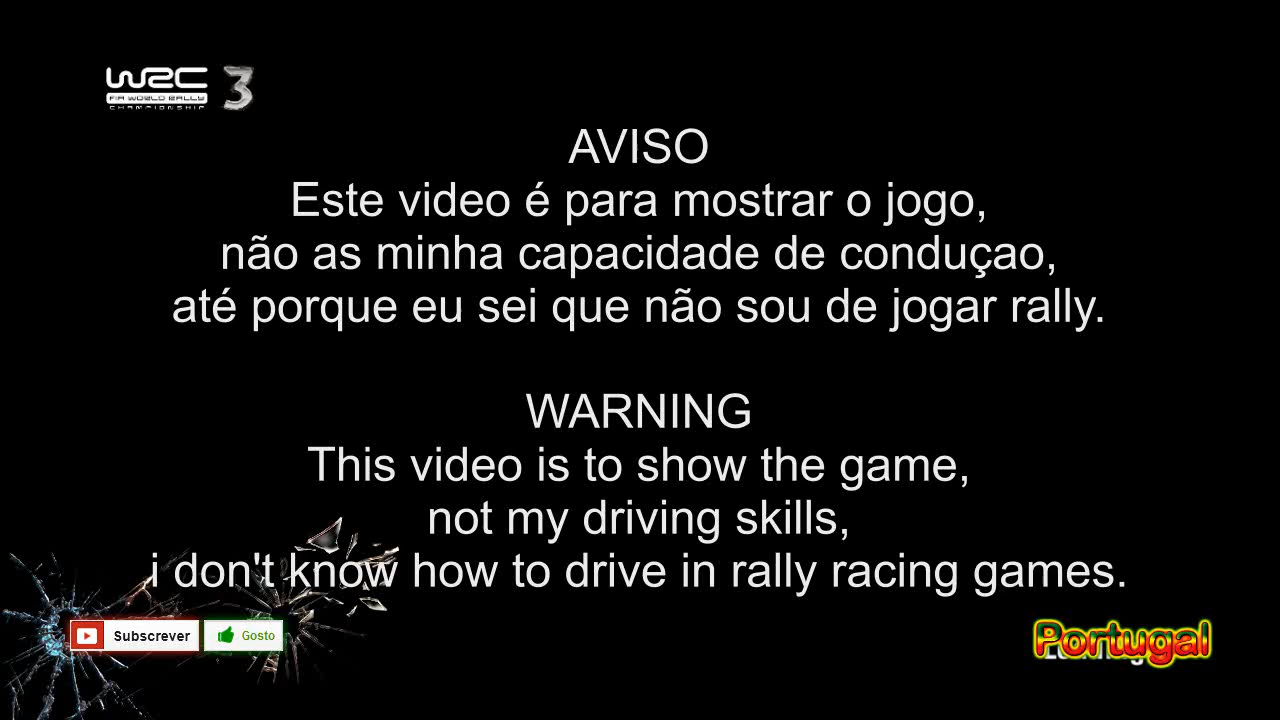 WRC 3
FIA WORLD RALLY
CHAMPIONSHIP
AVISO
Este video é para mostrar o jogo,
não as minha capacidade de conduçao,
até porque eu sei que não sou de jogar rally.
WARNING
This video is to show the game,
not my driving skills,
i don't know how to drive in rally racing games.
Subscrever
Gosto
Portugal